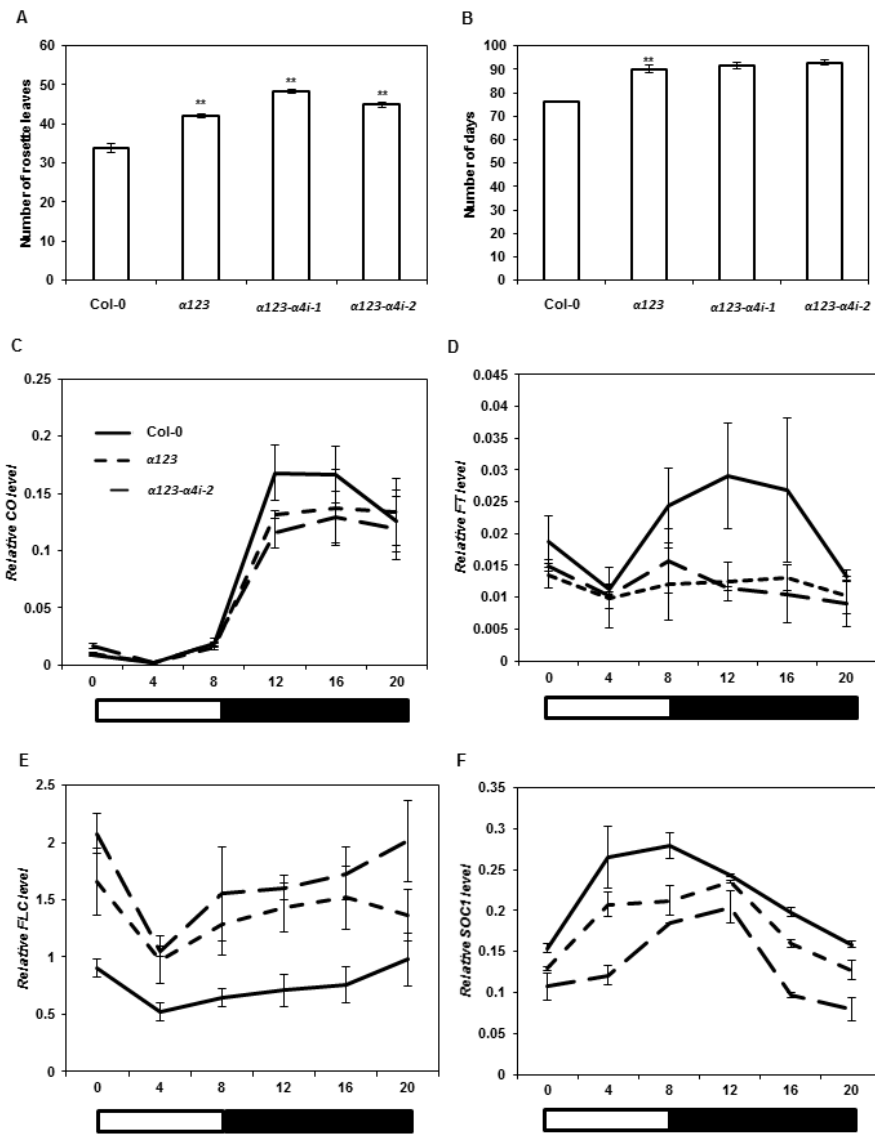 A
Number of rosette leaves
60
50
40
30
20
10
0
**
**
**
Col-0
α123
α123-α4i-1
α123-α4i-2
B
Number of days
100
90
80
70
60
50
40
30
20
10
0
**
Col-0
α123
α123-α4i-1
α123-α4i-2
C
Relative CO level
0.25
0.2
0.15
0.1
0.05
0
Col-0
α123
α123-α4i-2
0 4 8 12 16 20
D
Relative FT level
0.045
0.04
0.035
0.03
0.025
0.02
0.015
0.01
0.005
0
0 4 8 12 16 20
E
Relative FLC level
2.5
2
1.5
1
0.5
0
0 4 8 12 16 20
F
Relative SOC1 level
0.35
0.3
0.25
0.2
0.15
0.1
0.05
0
0 4 8 12 16 20